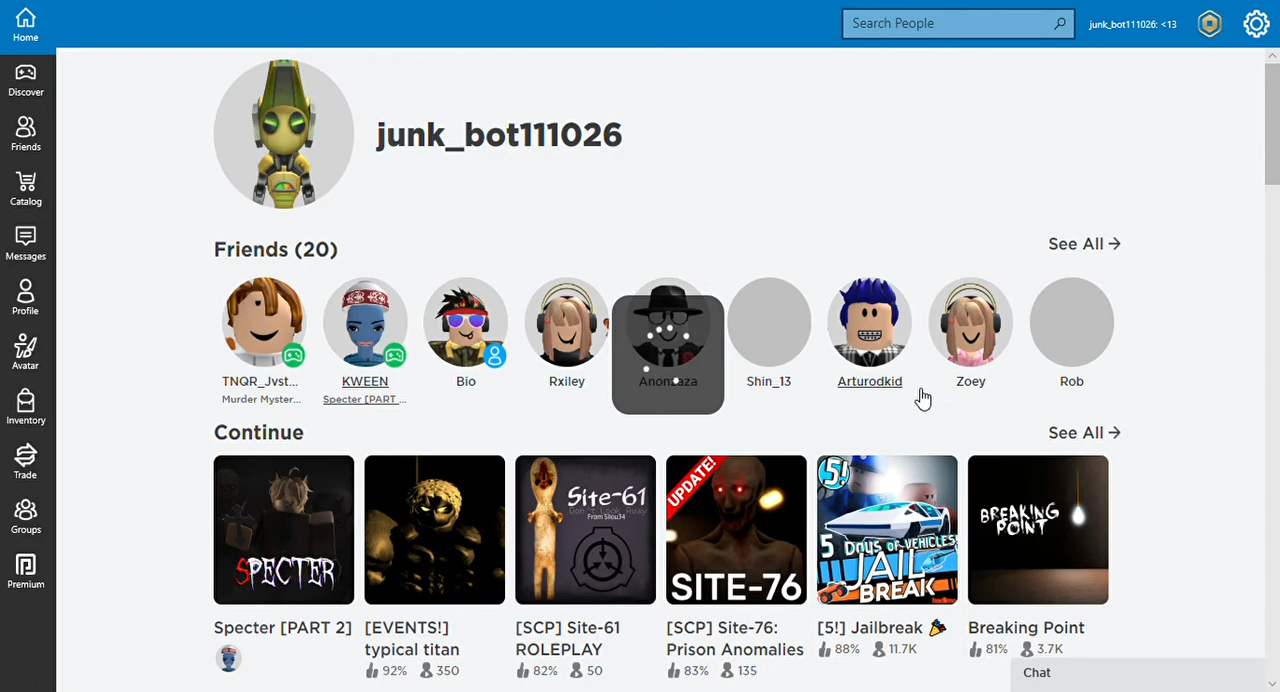 Home
Search People
junk_bot111026: <13
Discover
Friends
Catalog
Messages
Profile
Avatar
Inventory
Trade
Groups
Premium
junk_bot111026
Friends (20)
See All →
TNQR_Jvst...
Murder Myster...
KWEEN
Specter [PART ...
Bio
Rxiley
Anonzaza
Shin_13
Arturodkid
Zoey
Rob
Continue
See All →
SPECTER
Site-61
From Silou34
UPDATE!
SITE-76
5!
5 DAYS OF VEHICLES
JAILBREAK
BREAKING
POINT
Specter [PART 2]
[EVENTS!]
typical titan
92% 350
[SCP] Site-61
ROLEPLAY
82% 50
[SCP] Site-76:
Prison Anomalies
83% 135
[5!] Jailbreak 🎉
88% 11.7K
Breaking Point
81% 3.7K
Chat